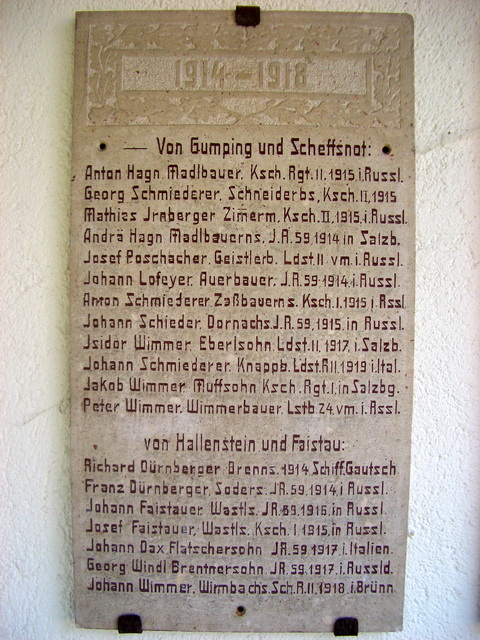 1914 – 1918
— Von Gumping und Scheffsnot:
Anton Hagn Madlbauer. Ksch. Rgt. II. 1915 i. Russl.
Georg Schmiederer. Schneiderbs, Ksch. II. 1915
Mathies Jrnberger Zimerm. Ksch. II. 1915. i. Russl.
Andrä Hagn Madlbauerns. J.R. 59. 1914 in Salzb.
Josef Poschacher. Geistlerb. Ldst. II vm. i. Russl.
Johann Lofeyer. Auerbauer. J.R. 59. 1914. i. Russl.
Anton Schmiederer. Zaßbauerns. Ksch. I. 1915 i. Rssl.
Johann Schieder. Dornachs. J.R. 59. 1915. in Russl.
Jsidor Wimmer. Eberlsohn. Ldst. II. 1917. i. Salzb.
Johann Schmiederer. Knappb. Ldst. R II. 1919 i. Ital.
Jakob Wimmer. Muffsohn Ksch. Rgt. I. in Salzbg.
Peter Wimmer. Wimmerbauer. Lstb. 24. vm. i. Rssl.
von Hallenstein und Faistau:
Richard Dürnberger Brenns. 1914. Schiff. Gautsch
Franz Dürnberger, Soders. J.R. 59. 1914. i Russl.
Johann Faistauer. Wastls. J.R. 59. 1915. in Russl.
Josef Faistauer. Wastls. Ksch. I. 1915. in Russl.
Johann Dax Flatschersohn J.R. 59 1917. i. Italien.
Georg Windl Brentnersohn J.R. 59. 1917. i. Russld.
Johann Wimmer. Wirmbachs. Sch. R. II. 1918 i. Brünn